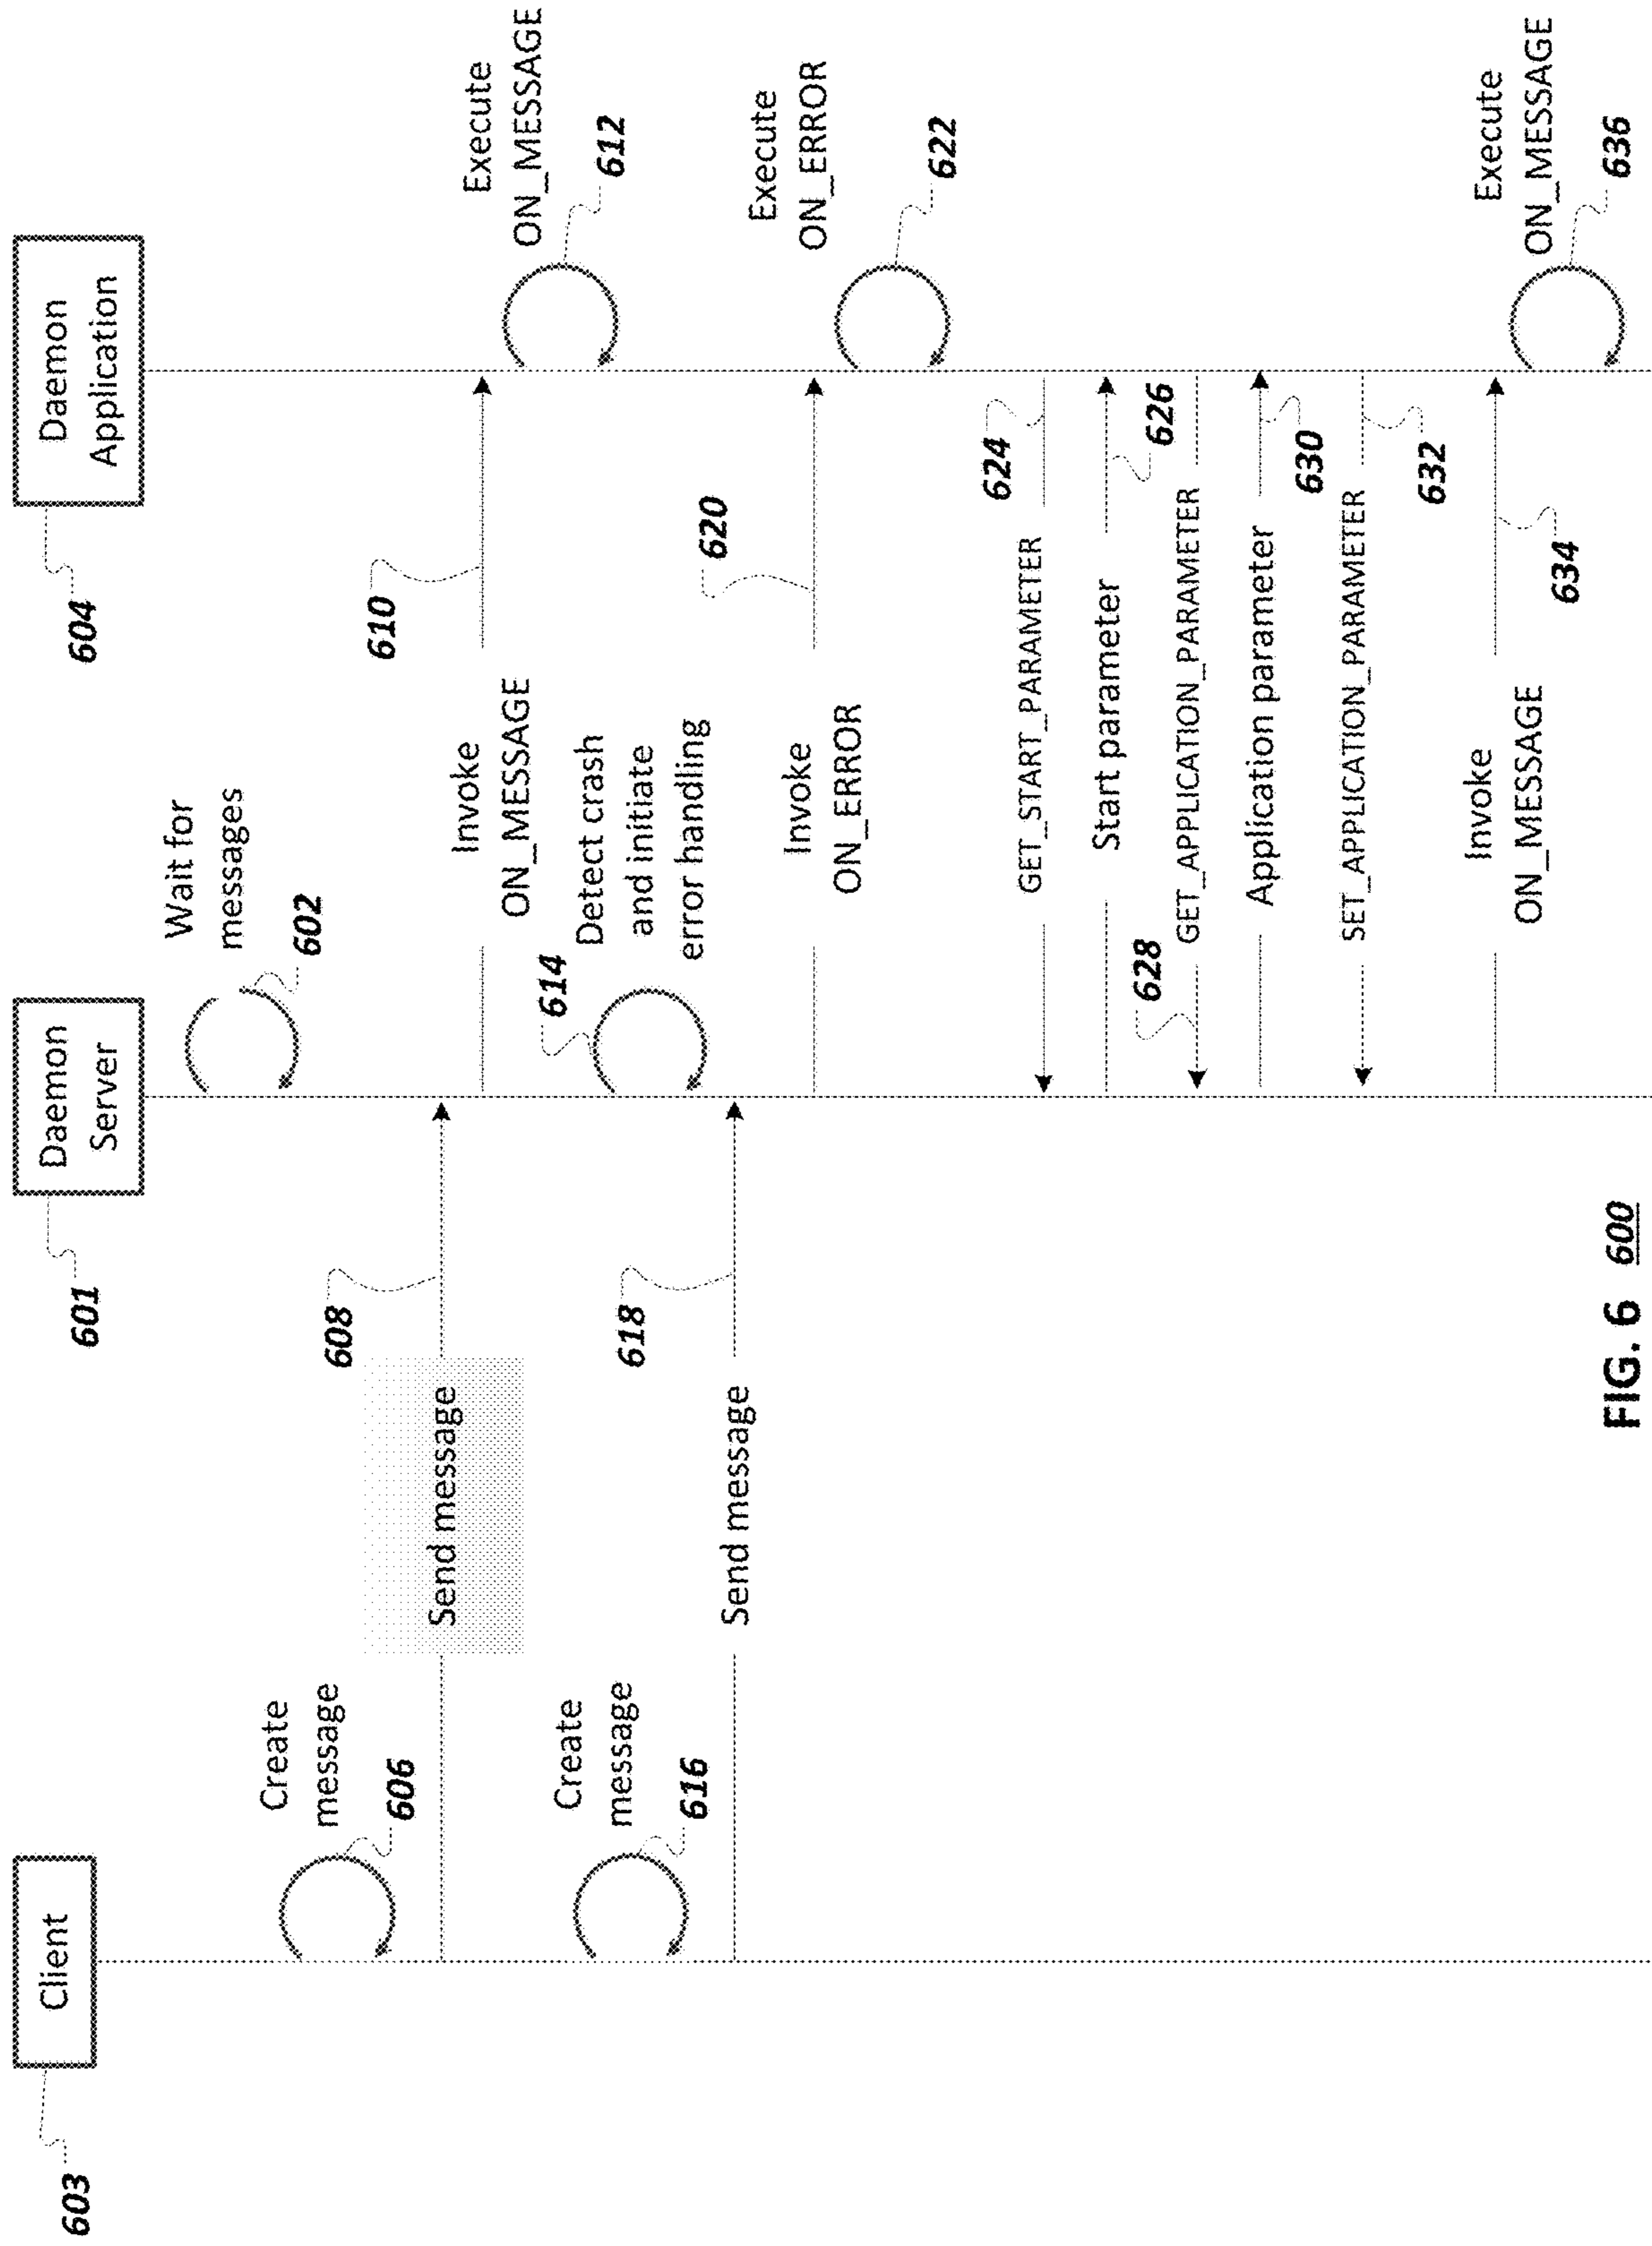 603
Client
601
Daemon
Server
604
Daemon
Application
Wait for
messages
602
Create
message
606
608
Send message
610
Invoke
ON_MESSAGE
Execute
ON_MESSAGE
612
614
Detect crash
and initiate
error handling
Create
message
616
618
Send message
620
Invoke
ON_ERROR
Execute
ON_ERROR
622
624
GET_START_PARAMETER
Start parameter
626
628
GET_APPLICATION_PARAMETER
Application parameter
630
SET_APPLICATION_PARAMETER
632
Invoke
ON_MESSAGE
634
Execute
ON_MESSAGE
636
FIG. 6 600